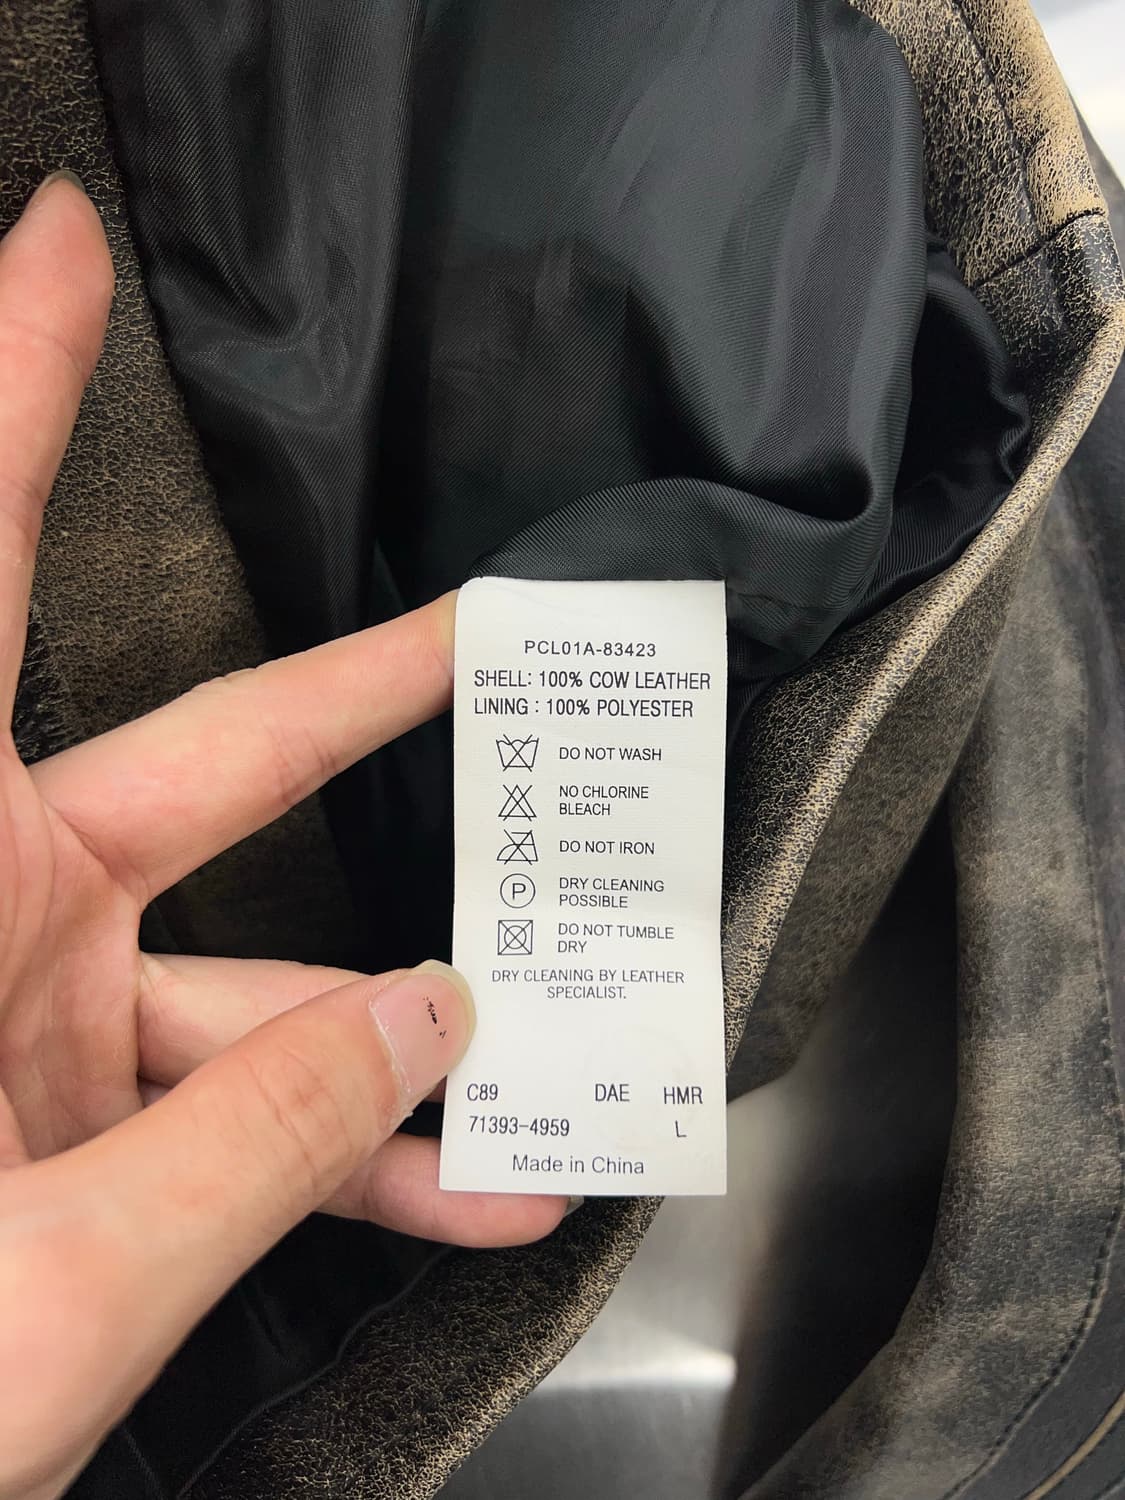 PCL01A-83423
SHELL: 100% COW LEATHER
LINING : 100% POLYESTER
DO NOT WASH
NO CHLORINE
BLEACH
DO NOT IRON
P
DRY CLEANING
POSSIBLE
DO NOT TUMBLE
DRY
DRY CLEANING BY LEATHER
SPECIALIST.
C89 DAE HMR
71393-4959 L
Made in China